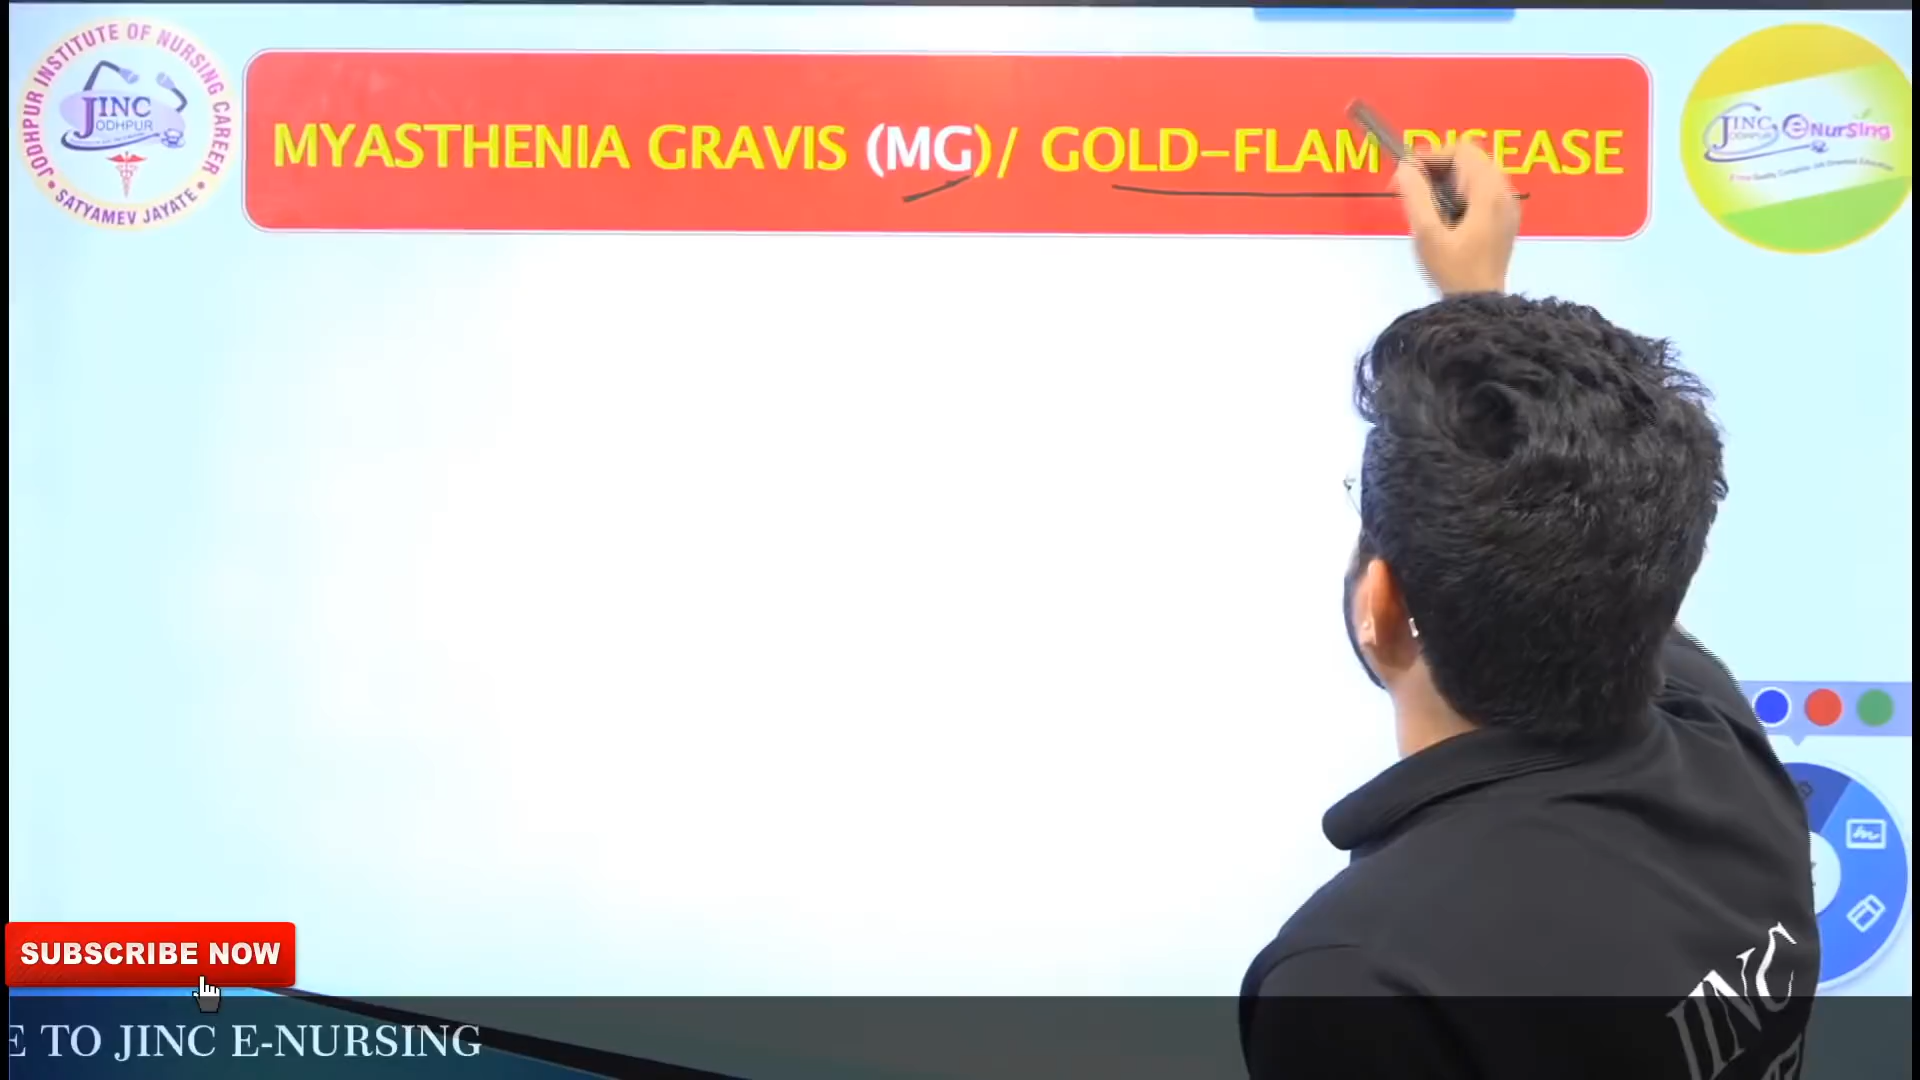 JODHPUR INSTITUTE OF NURSING CAREER
SATYAMEV JAYATE
JINC
JODHPUR
MYASTHENIA GRAVIS (MG)/ GOLD-FLAM DISEASE
JINC eNursing
JODHPUR
SUBSCRIBE NOW
E TO JINC E-NURSING
JINC